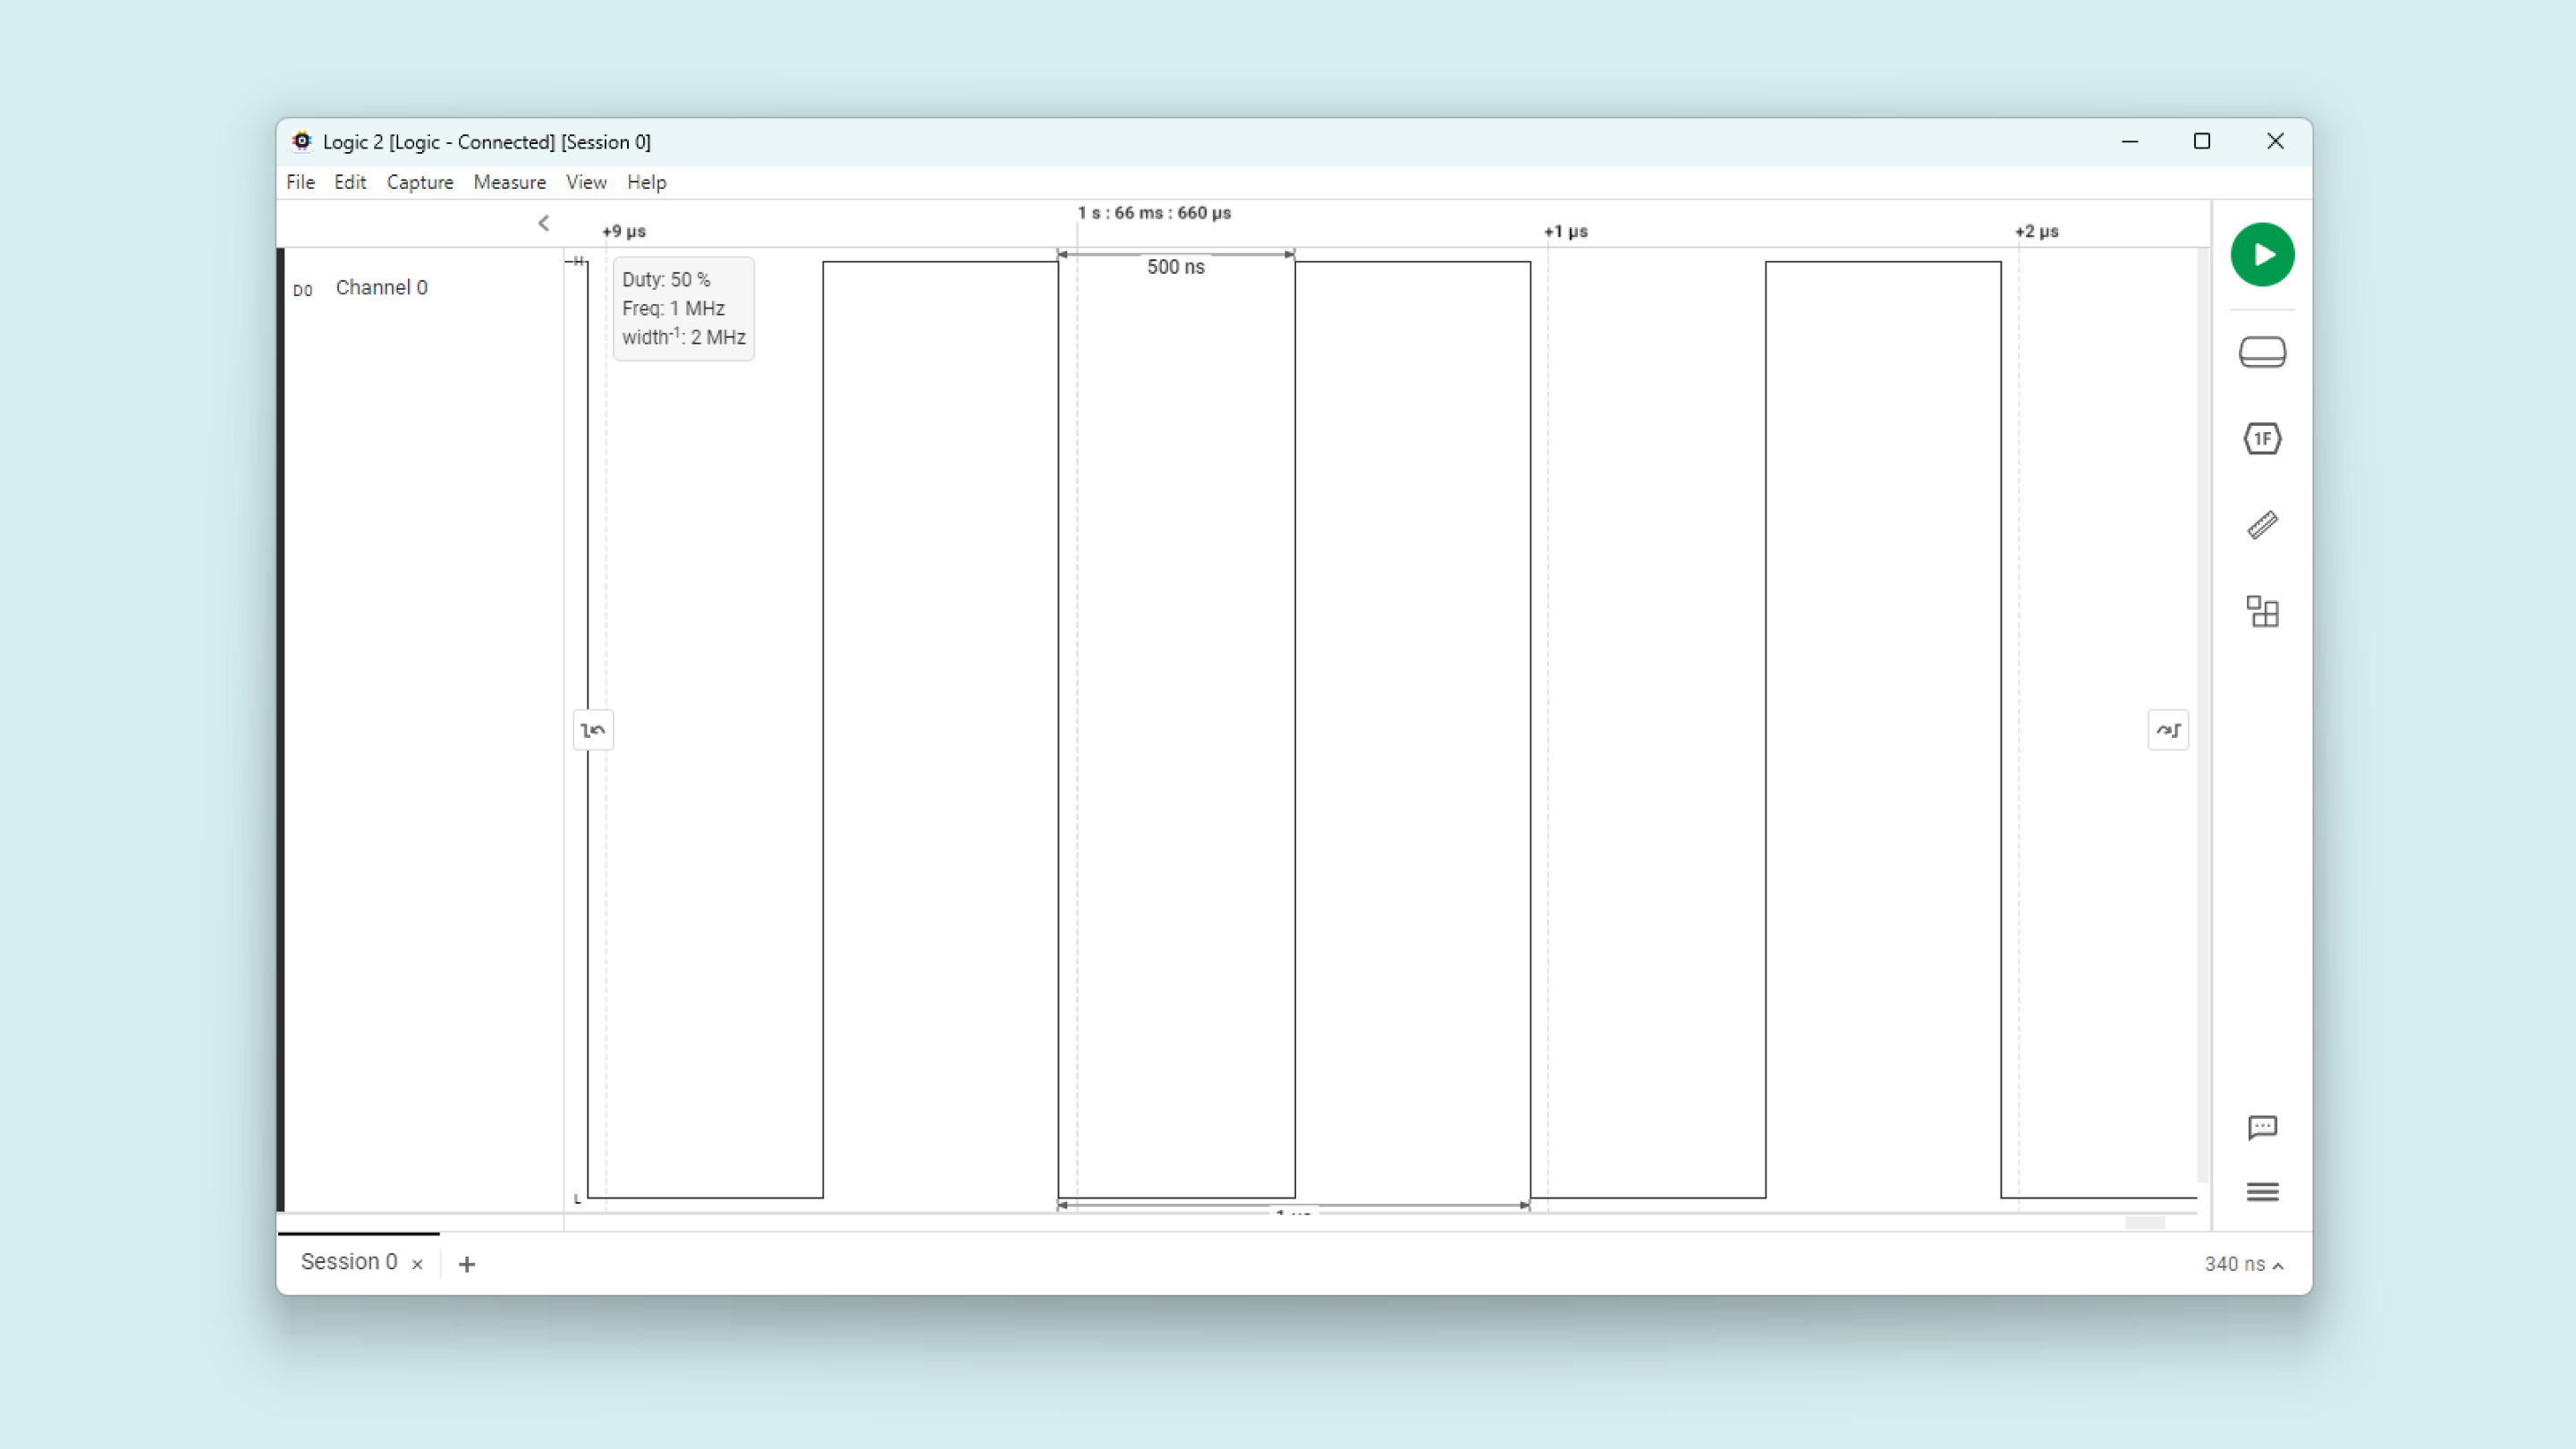 Logic 2 [Logic - Connected] [Session 0]
File Edit Capture Measure View Help
1 s : 66 ms : 660 µs
+9 µs +1 µs +2 µs
H
500 ns
D0 Channel 0
Duty: 50 %
Freq: 1 MHz
width⁻¹: 2 MHz
1F
L
Session 0 × +
340 ns